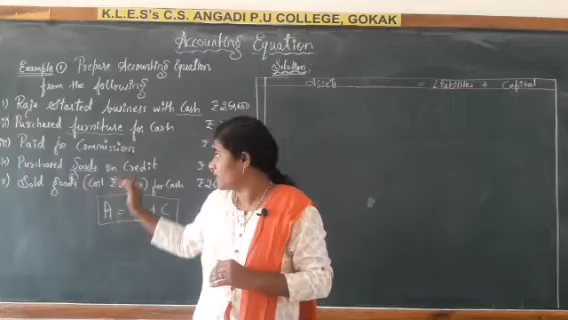 K.L.E.S's C.S. ANGADI P.U COLLEGE, GOKAK
Accounting Equation
Example ① Prepare Accounting Equation
from the following
i) Raju Started business with Cash ₹
ii) Purchased furniture for Cash ₹
iii) Paid for Commission ₹
iv) Purchased Goods on Credit ₹
v) Sold goods (Cost ₹ ) for Cash ₹
A = + C
Solution:
Assets = Liabilities + Capital